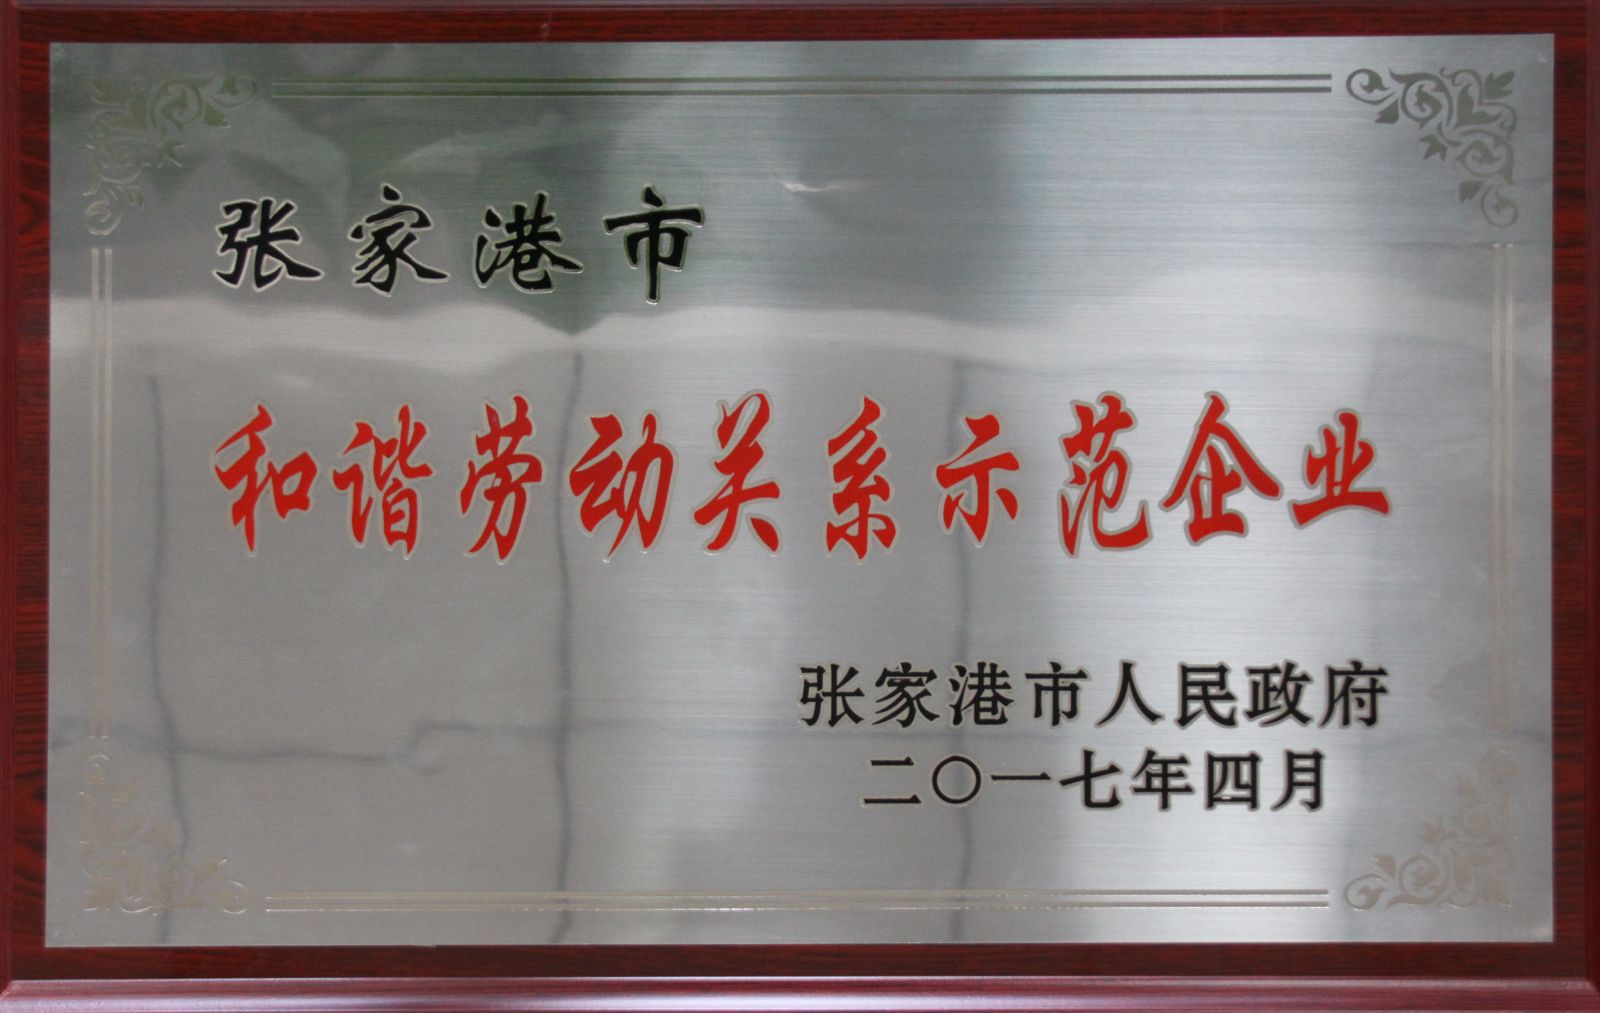 张家港市
和谐劳动关系示范企业
张家港市人民政府
二〇一七年四月